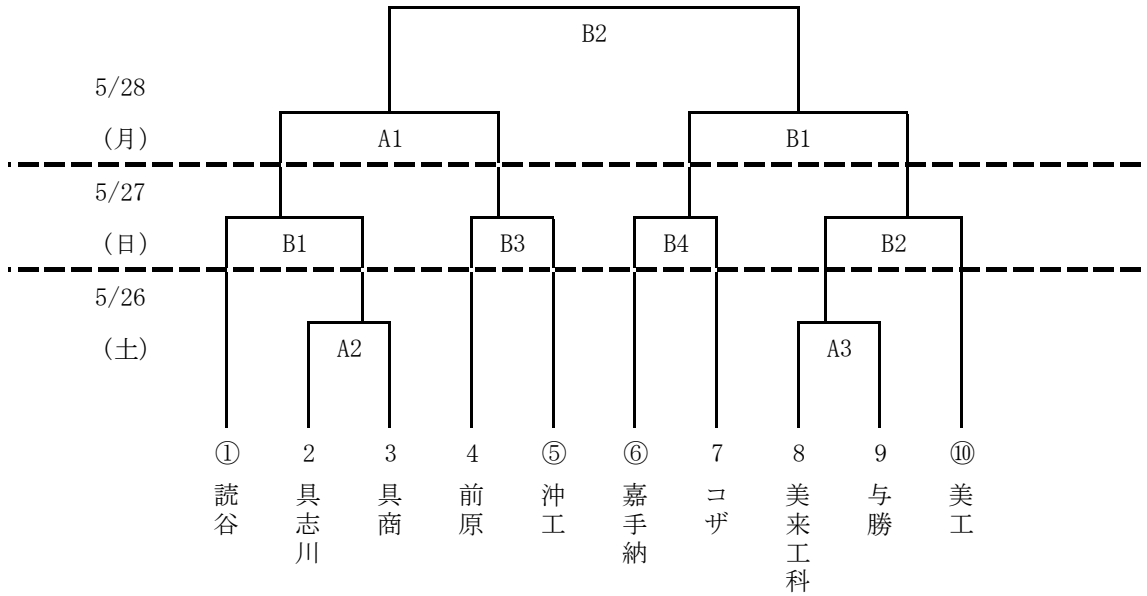 B2
5/28
(月)
A1
B1
5/27
(日)
B1
B3
B4
B2
5/26
(土)
A2
A3
① 2 3 4 ⑤ ⑥ 7 8 9 ⑩
読谷
具志川
具商
前原
沖工
嘉手納
コザ
美来工科
与勝
美工